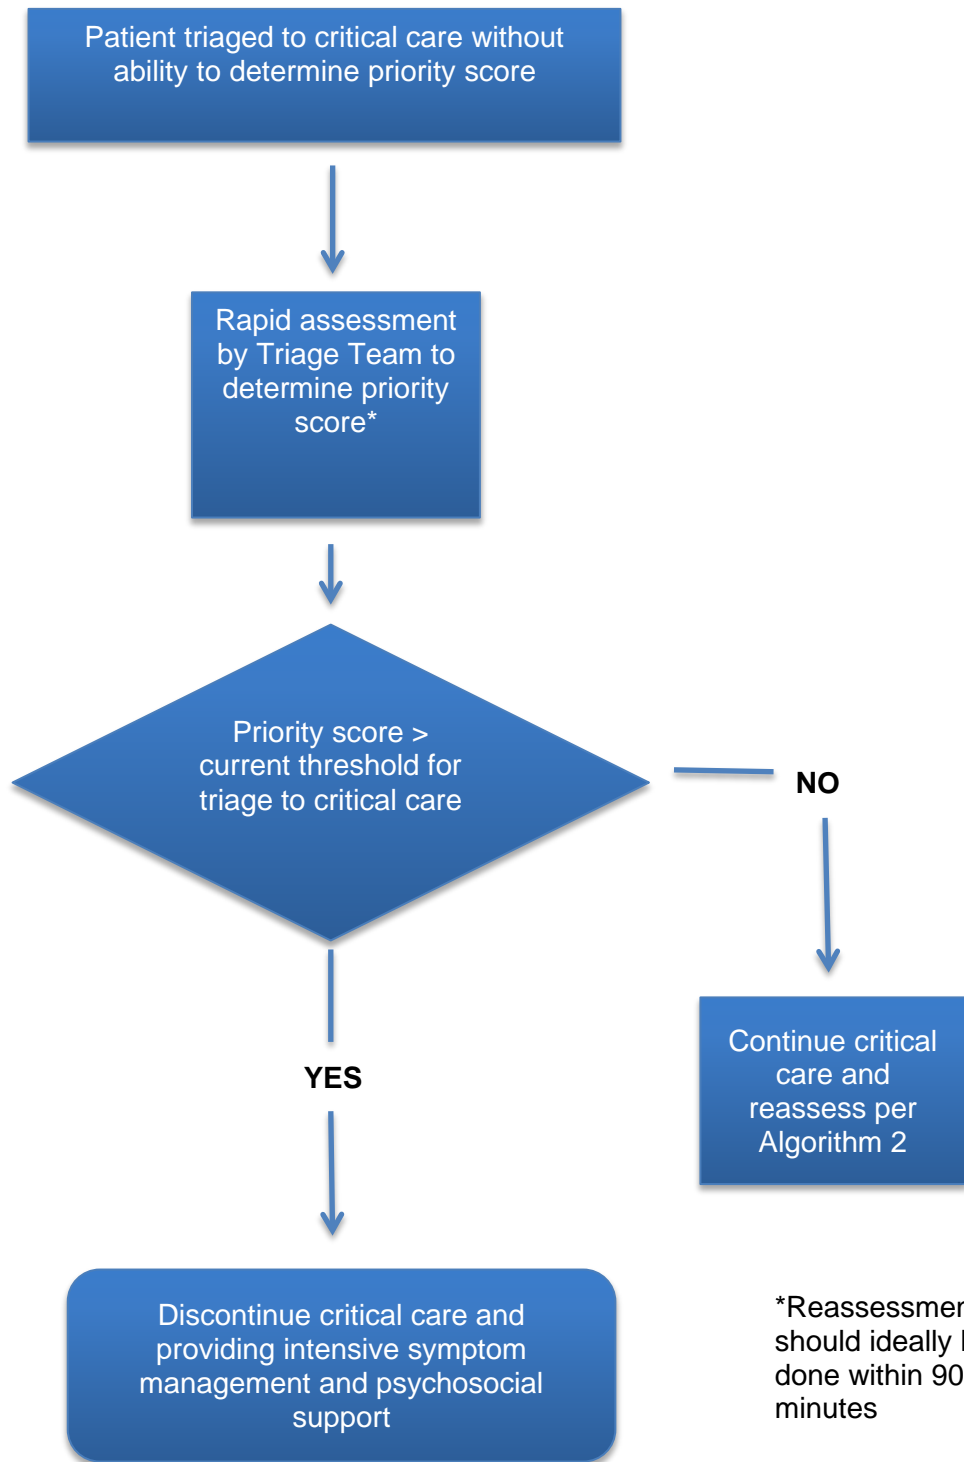 Patient triaged to critical care without
ability to determine priority score
Rapid assessment
by Triage Team to
determine priority
score*
Priority score >
current threshold for
triage to critical care
NO
YES
Continue critical
care and
reassess per
Algorithm 2
Discontinue critical care and
providing intensive symptom
management and psychosocial
support
should ideally
done within 90
minutes